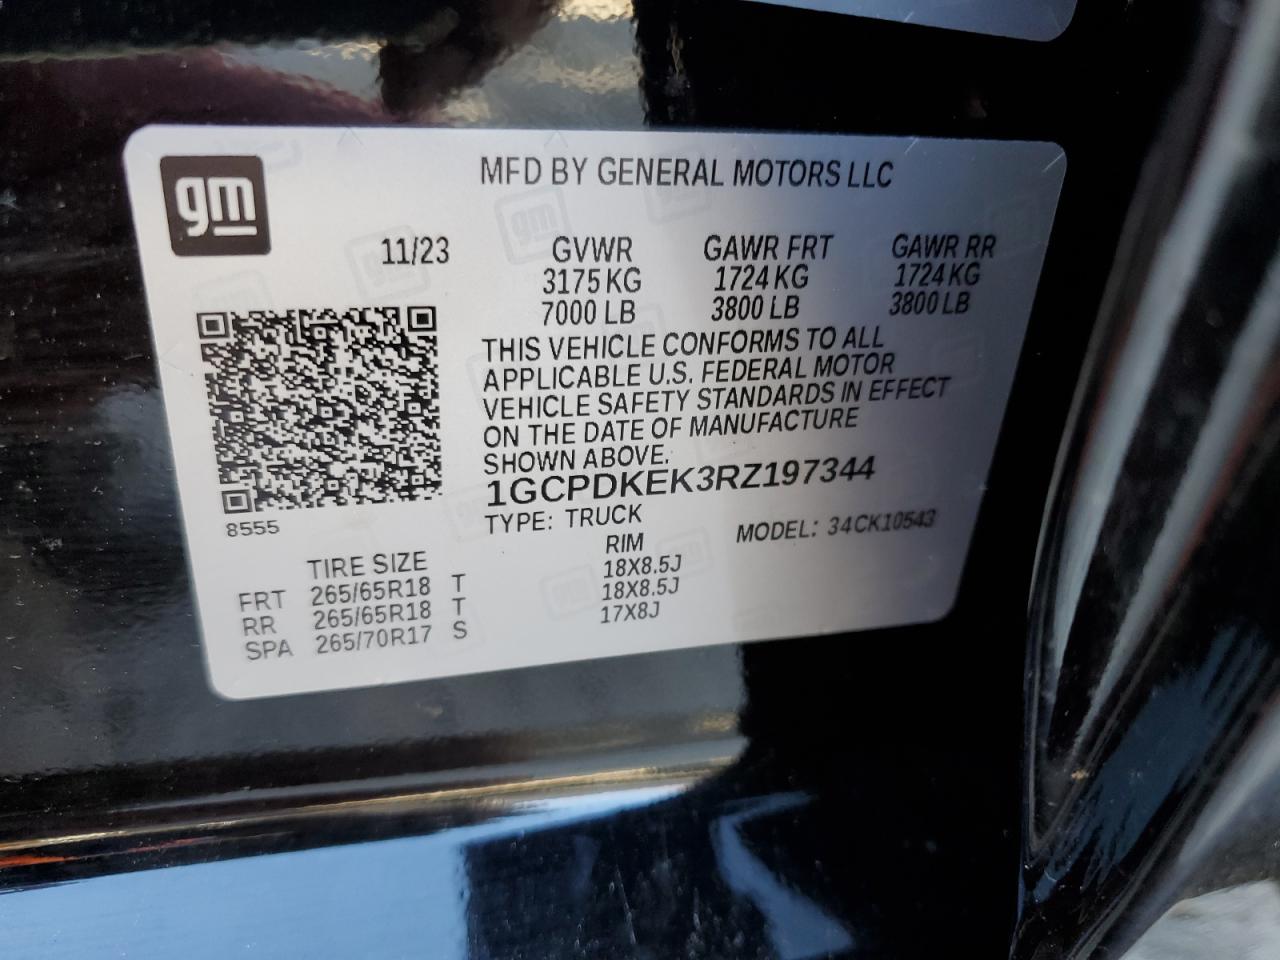 gm
MFD BY GENERAL MOTORS LLC
11/23 GVWR GAWR FRT GAWR RR
3175 KG 1724 KG 1724 KG
7000 LB 3800 LB 3800 LB
THIS VEHICLE CONFORMS TO ALL
APPLICABLE U.S. FEDERAL MOTOR
VEHICLE SAFETY STANDARDS IN EFFECT
ON THE DATE OF MANUFACTURE
SHOWN ABOVE.
1GCPDKEK3RZ197344
8555
TYPE: TRUCK MODEL: 34CK10543
TIRE SIZE RIM
FRT 265/65R18 T 18X8.5J
RR 265/65R18 T 18X8.5J
SPA 265/70R17 S 17X8J